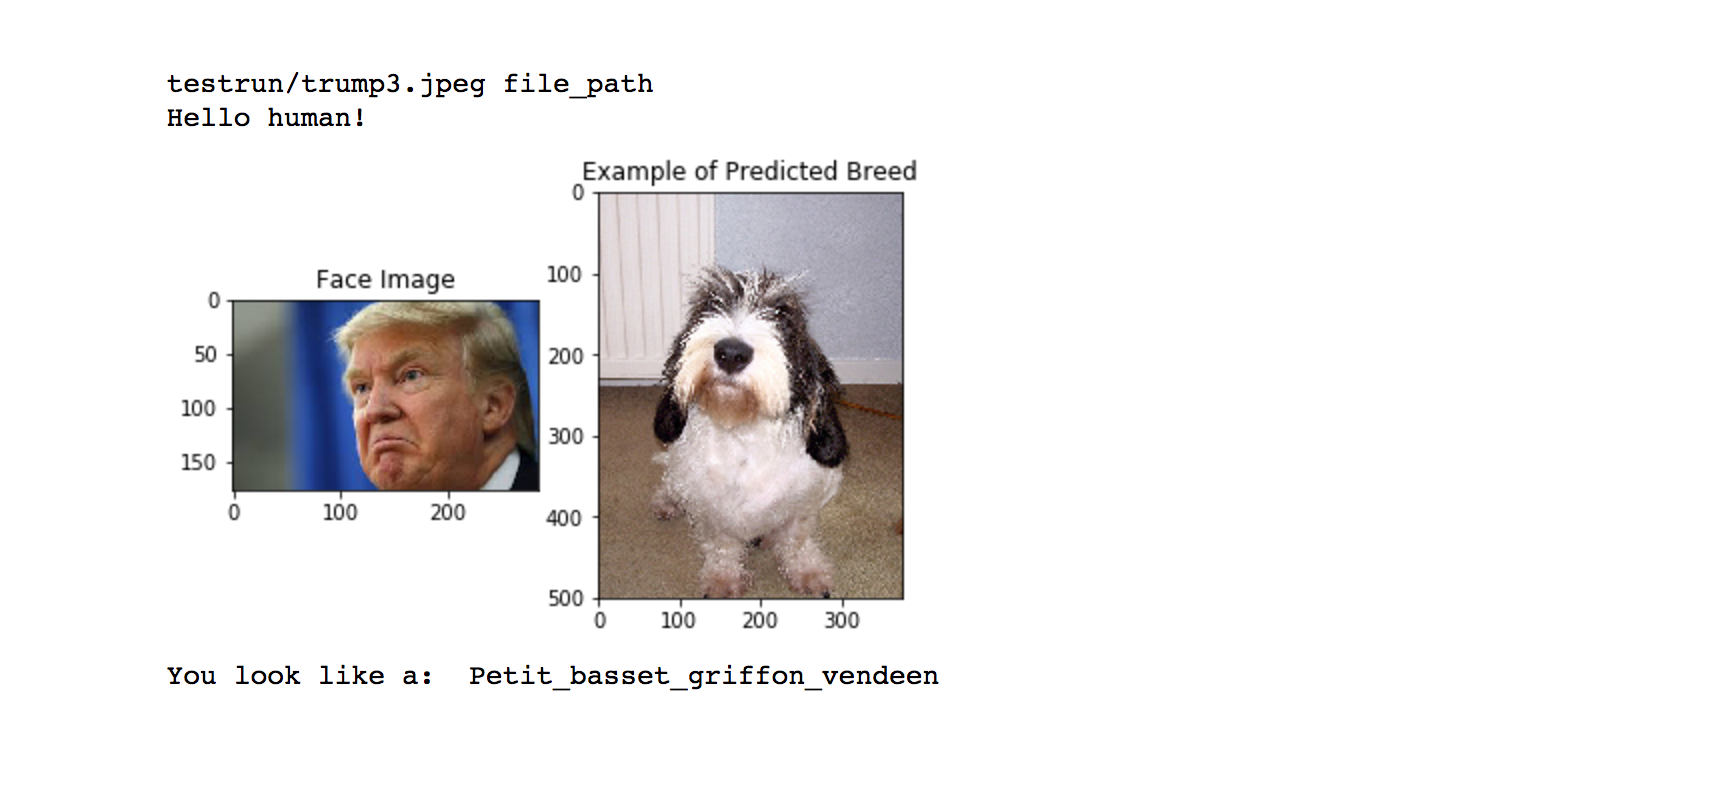 testrun/trump3.jpeg file_path
Hello human!
Example of Predicted Breed
0
100
200
300
400
500
0 100 200 300
Face Image
0
50
100
150
0 100 200
You look like a:  Petit_basset_griffon_vendeen